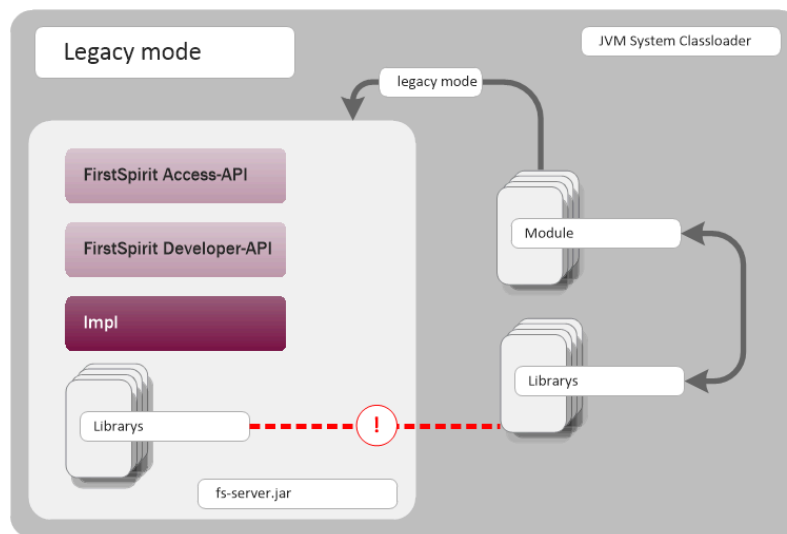 Legacy mode
JVM System Classloader
legacy mode
FirstSpirit Access-API
FirstSpirit Developer-API
Impl
Librarys
fs-server.jar
Module
Librarys
!